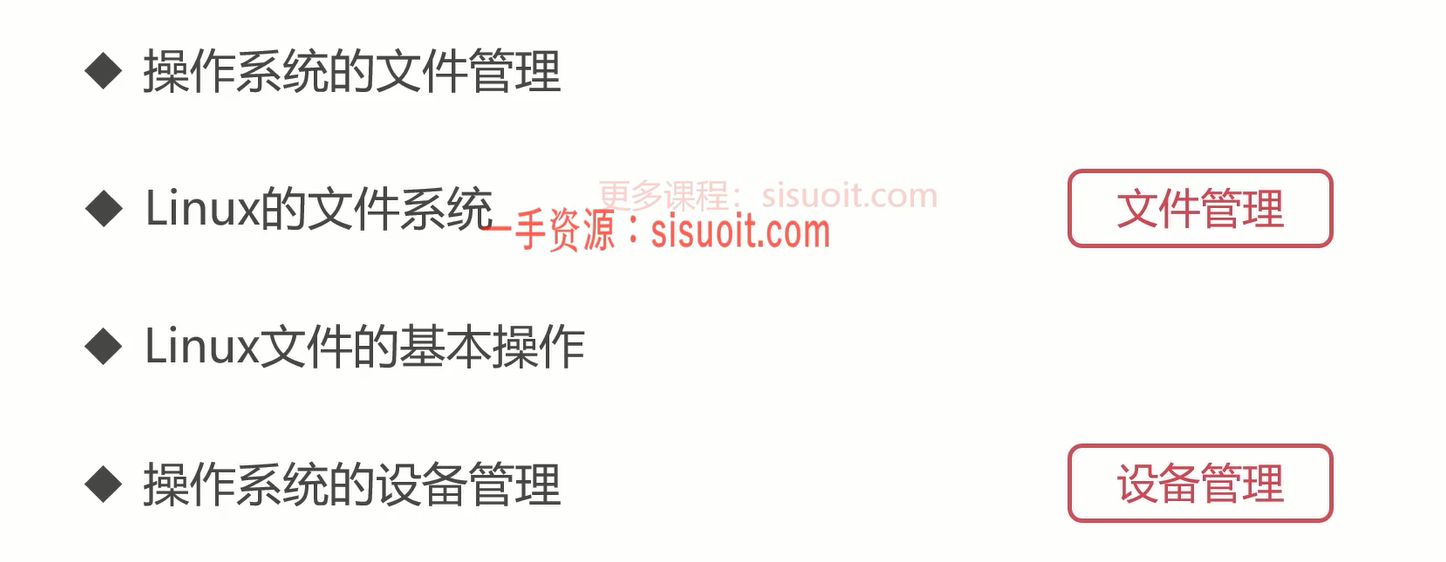 操作系统的文件管理
更多课程：sisuoit.com
Linux的文件系统
文件管理
一手资源：sisuoit.com
Linux文件的基本操作
操作系统的设备管理
设备管理